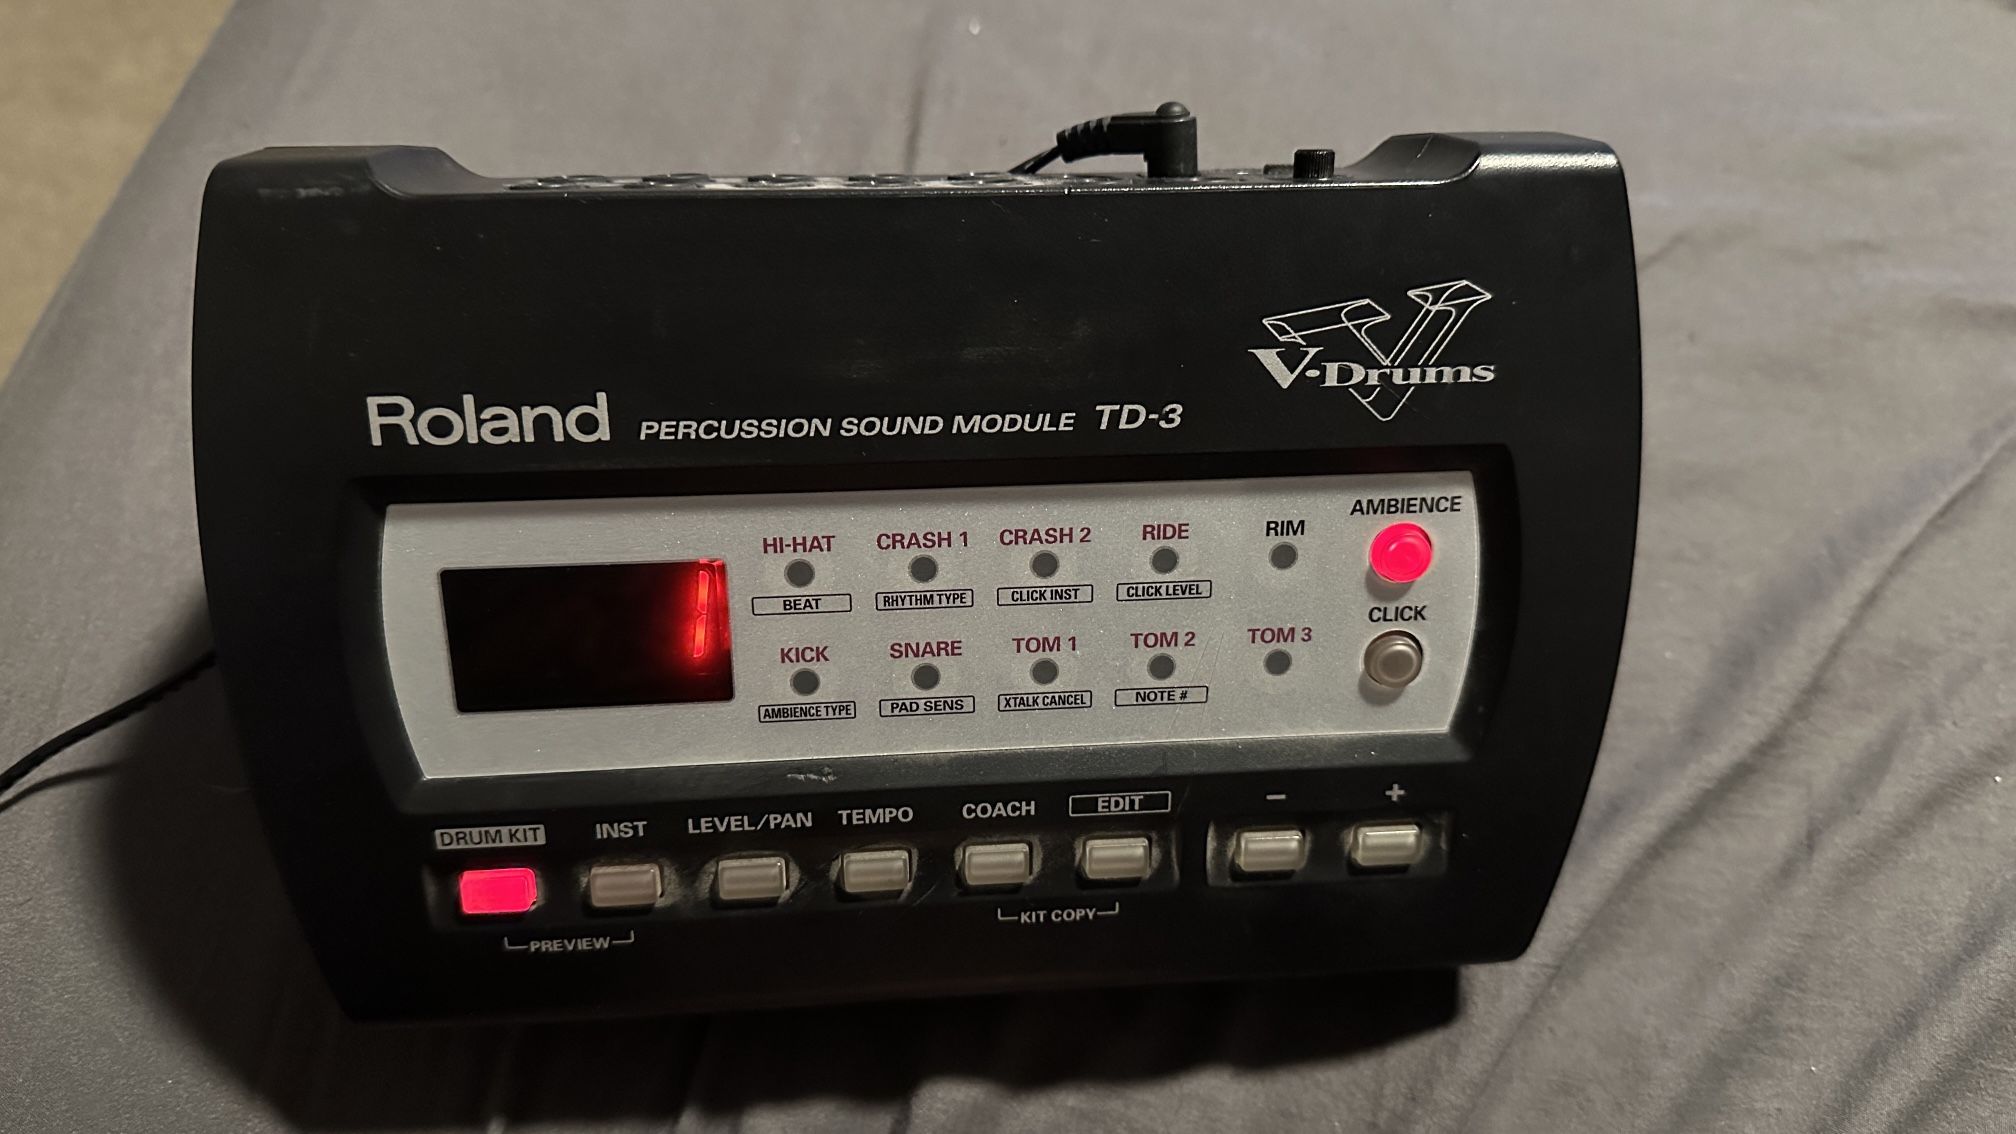 V-Drums
Roland PERCUSSION SOUND MODULE TD-3
1
HI-HAT CRASH 1 CRASH 2 RIDE RIM AMBIENCE
BEAT RHYTHM TYPE CLICK INST CLICK LEVEL
CLICK
KICK SNARE TOM 1 TOM 2 TOM 3
AMBIENCE TYPE PAD SENS XTALK CANCEL NOTE #
DRUM KIT INST LEVEL/PAN TEMPO COACH EDIT - +
PREVIEW KIT COPY